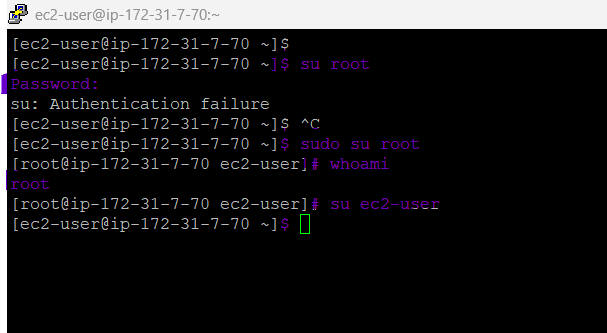 ec2-user@ip-172-31-7-70:~
[ec2-user@ip-172-31-7-70 ~]$
[ec2-user@ip-172-31-7-70 ~]$ su root
Password:
su: Authentication failure
[ec2-user@ip-172-31-7-70 ~]$ ^C
[ec2-user@ip-172-31-7-70 ~]$ sudo su root
[root@ip-172-31-7-70 ec2-user]# whoami
root
[root@ip-172-31-7-70 ec2-user]# su ec2-user
[ec2-user@ip-172-31-7-70 ~]$